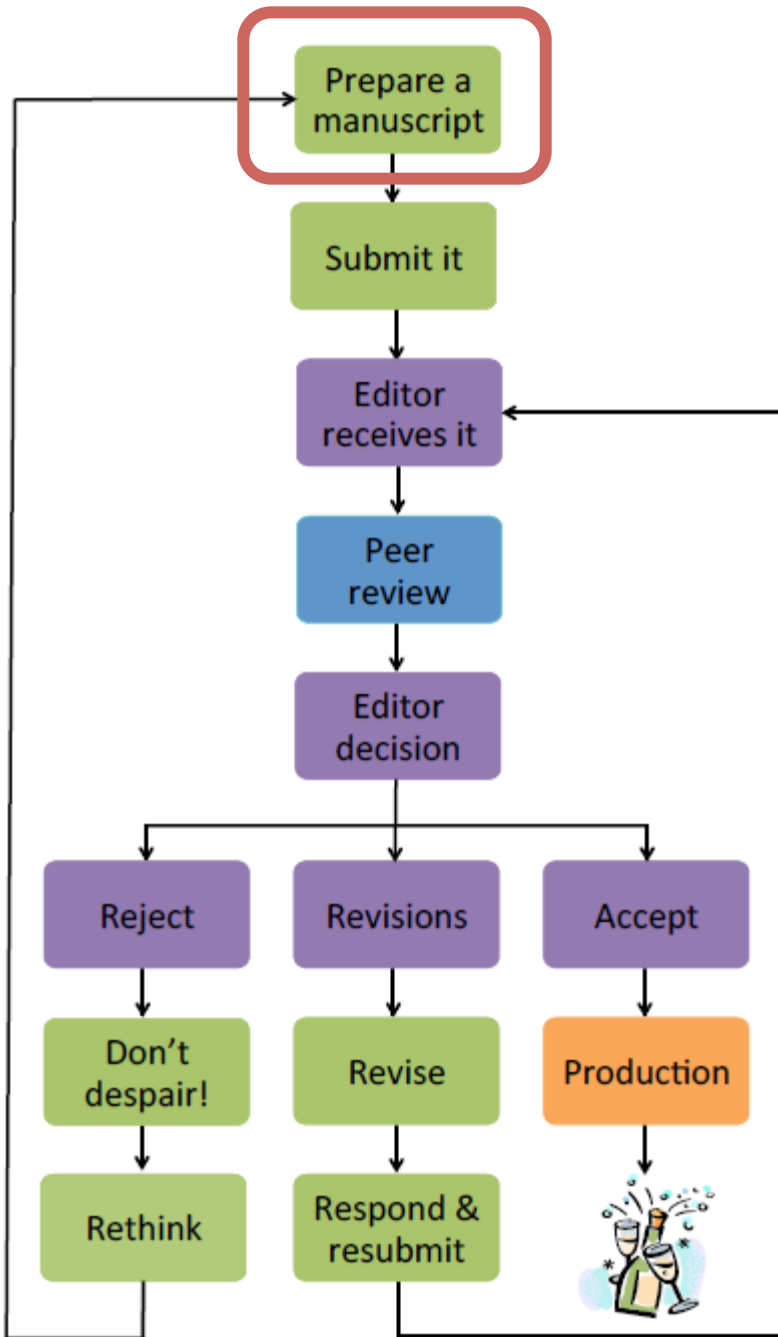 Prepare a
manuscript
Submit it
Editor
receives it
Peer
review
Editor
decision
Reject
Revisions
Accept
Don’t
despair!
Revise
Production
Rethink
Respond &
resubmit